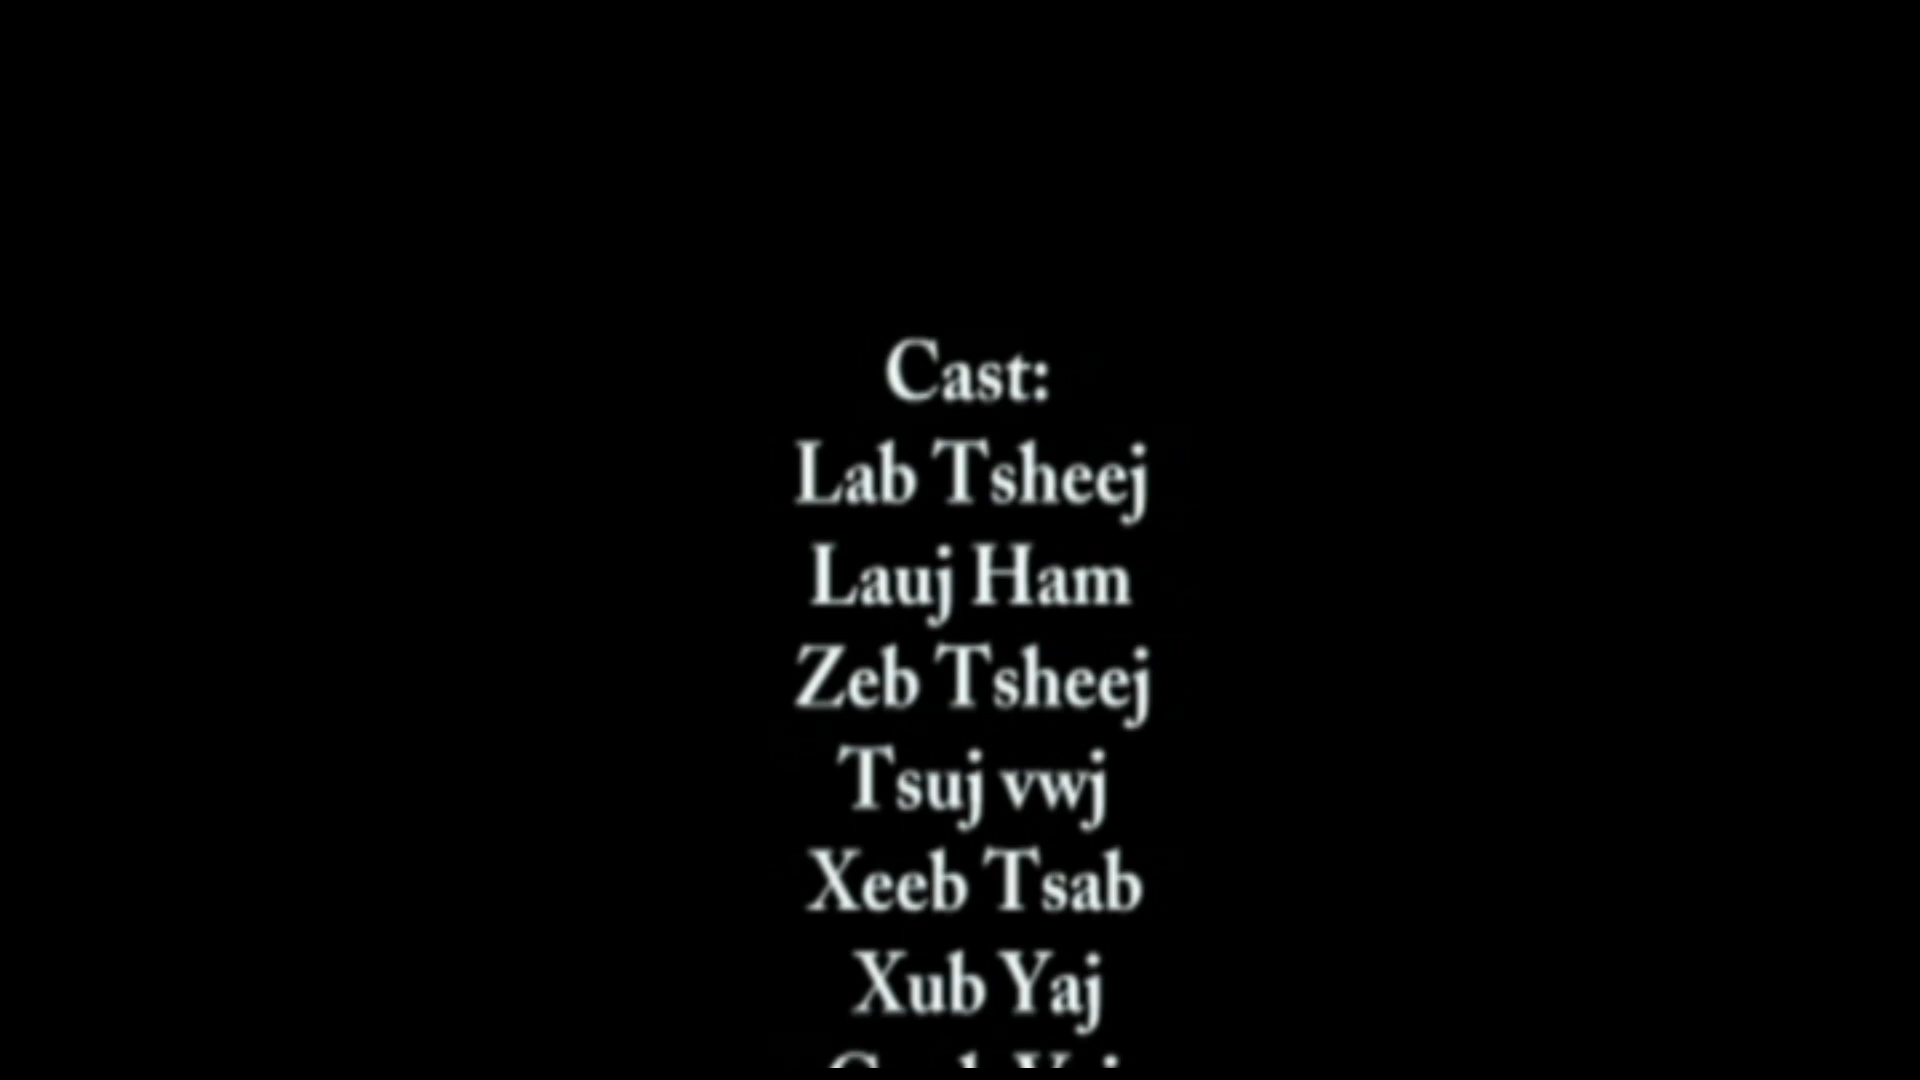 Cast:
Lab Tsheej
Lauj Ham
Zeb Tsheej
Tsuj vwj
Xeeb Tsab
Xub Yaj